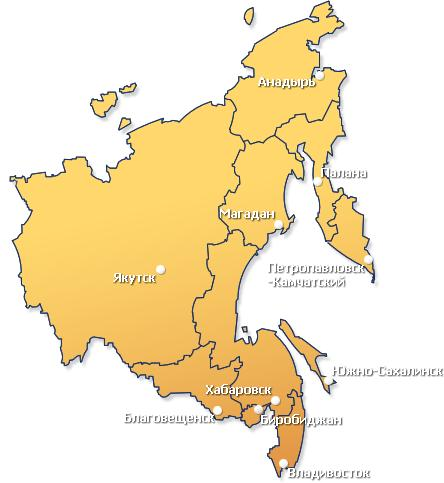 Анадырь
Палана
Магадан
Петропавловск
-Камчатский
Якутск
Южно-Сахалинск
Хабаровск
Благовещенск
Биробиджан
Владивосток